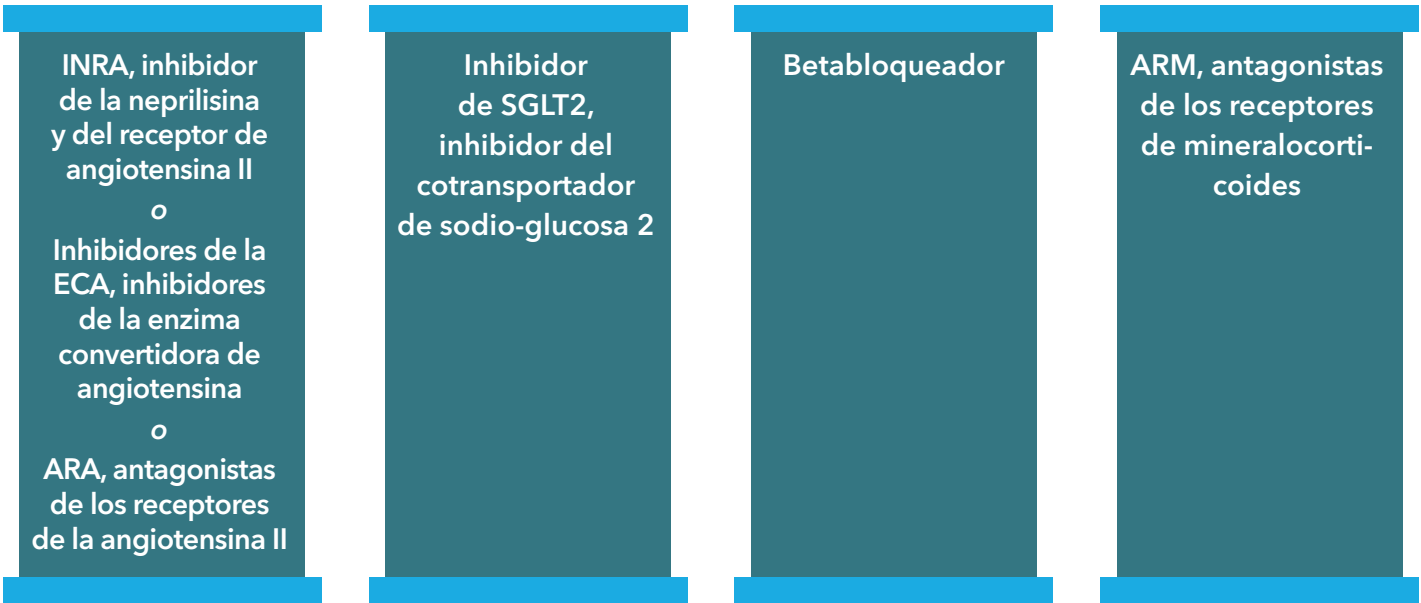 INRA, inhibidor
de la neprilisina
y del receptor de
angiotensina II
o
Inhibidores de la
ECA, inhibidores
de la enzima
convertidora de
angiotensina
o
ARA, antagonistas
de los receptores
de la angiotensina II
Inhibidor
de SGLT2,
inhibidor del
cotransportador
de sodio-glucosa 2
Betabloqueador
ARM, antagonistas
de los receptores
de mineralocorti-
coides